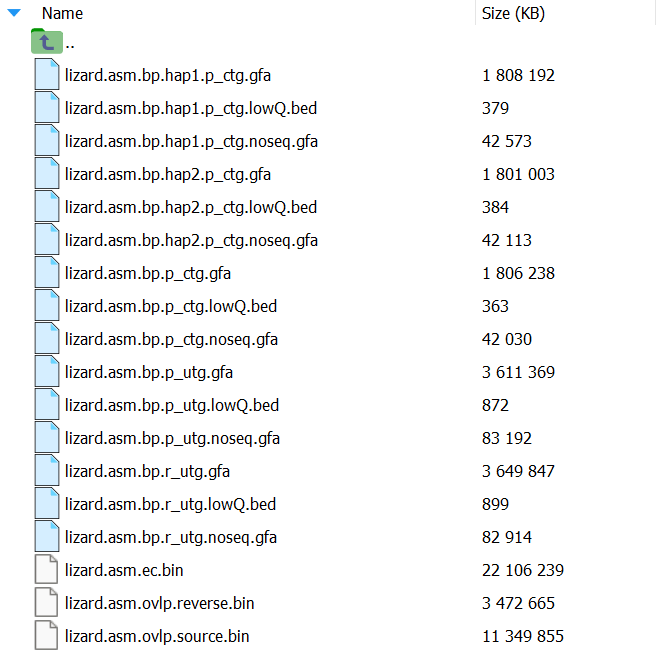 Name Size (KB)
..
lizard.asm.bp.hap1.p_ctg.gfa 1 808 192
lizard.asm.bp.hap1.p_ctg.lowQ.bed 379
lizard.asm.bp.hap1.p_ctg.noseq.gfa 42 573
lizard.asm.bp.hap2.p_ctg.gfa 1 801 003
lizard.asm.bp.hap2.p_ctg.lowQ.bed 384
lizard.asm.bp.hap2.p_ctg.noseq.gfa 42 113
lizard.asm.bp.p_ctg.gfa 1 806 238
lizard.asm.bp.p_ctg.lowQ.bed 363
lizard.asm.bp.p_ctg.noseq.gfa 42 030
lizard.asm.bp.p_utg.gfa 3 611 369
lizard.asm.bp.p_utg.lowQ.bed 872
lizard.asm.bp.p_utg.noseq.gfa 83 192
lizard.asm.bp.r_utg.gfa 3 649 847
lizard.asm.bp.r_utg.lowQ.bed 899
lizard.asm.bp.r_utg.noseq.gfa 82 914
lizard.asm.ec.bin 22 106 239
lizard.asm.ovlp.reverse.bin 3 472 665
lizard.asm.ovlp.source.bin 11 349 855